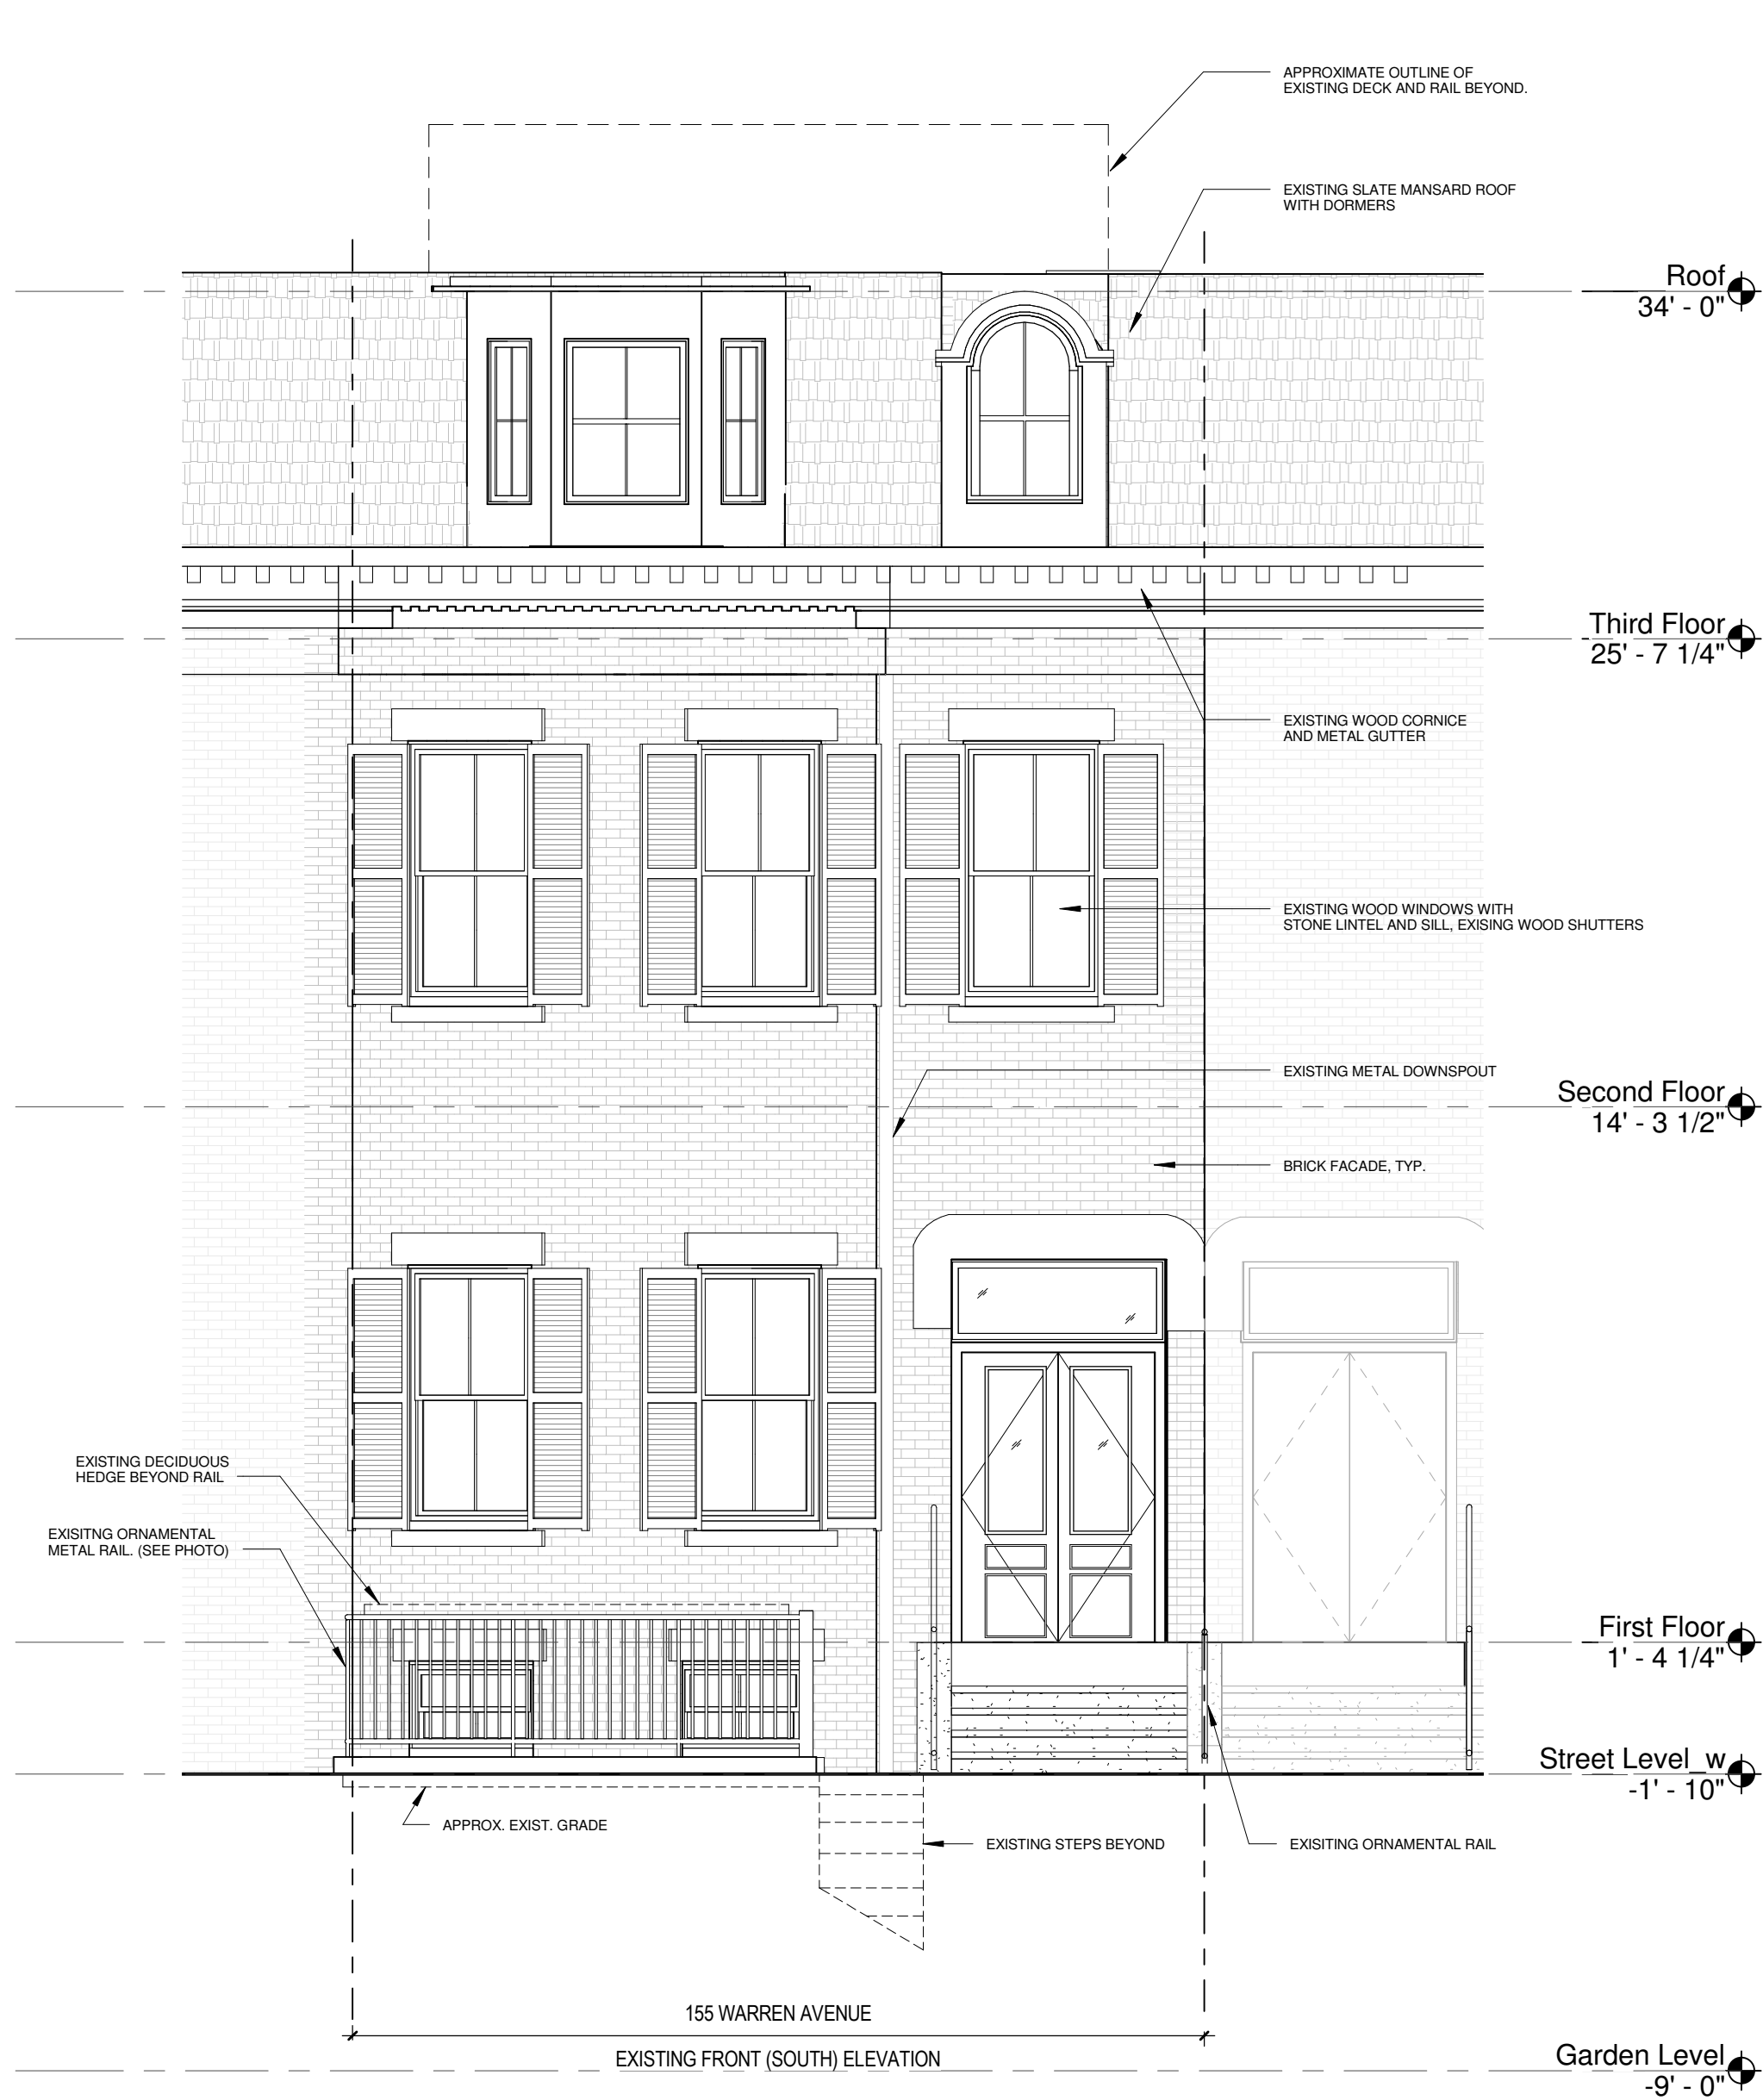 APPROXIMATE OUTLINE OF
EXISTING DECK AND RAIL BEYOND.
EXISTING SLATE MANSARD ROOF
WITH DORMERS
Roof
34' - 0"
Third Floor
25' - 7 1/4"
EXISTING WOOD CORNICE
AND METAL GUTTER
EXISTING WOOD WINDOWS WITH
STONE LINTEL AND SILL, EXISING WOOD SHUTTERS
EXISTING METAL DOWNSPOUT
Second Floor
14' - 3 1/2"
BRICK FACADE, TYP.
EXISTING DECIDUOUS
HEDGE BEYOND RAIL
EXISITNG ORNAMENTAL
METAL RAIL. (SEE PHOTO)
First Floor
1' - 4 1/4"
Street Level_w
-1' - 10"
APPROX. EXIST. GRADE
EXISTING STEPS BEYOND
EXISITING ORNAMENTAL RAIL
155 WARREN AVENUE
EXISTING FRONT (SOUTH) ELEVATION
Garden Level
-9' - 0"